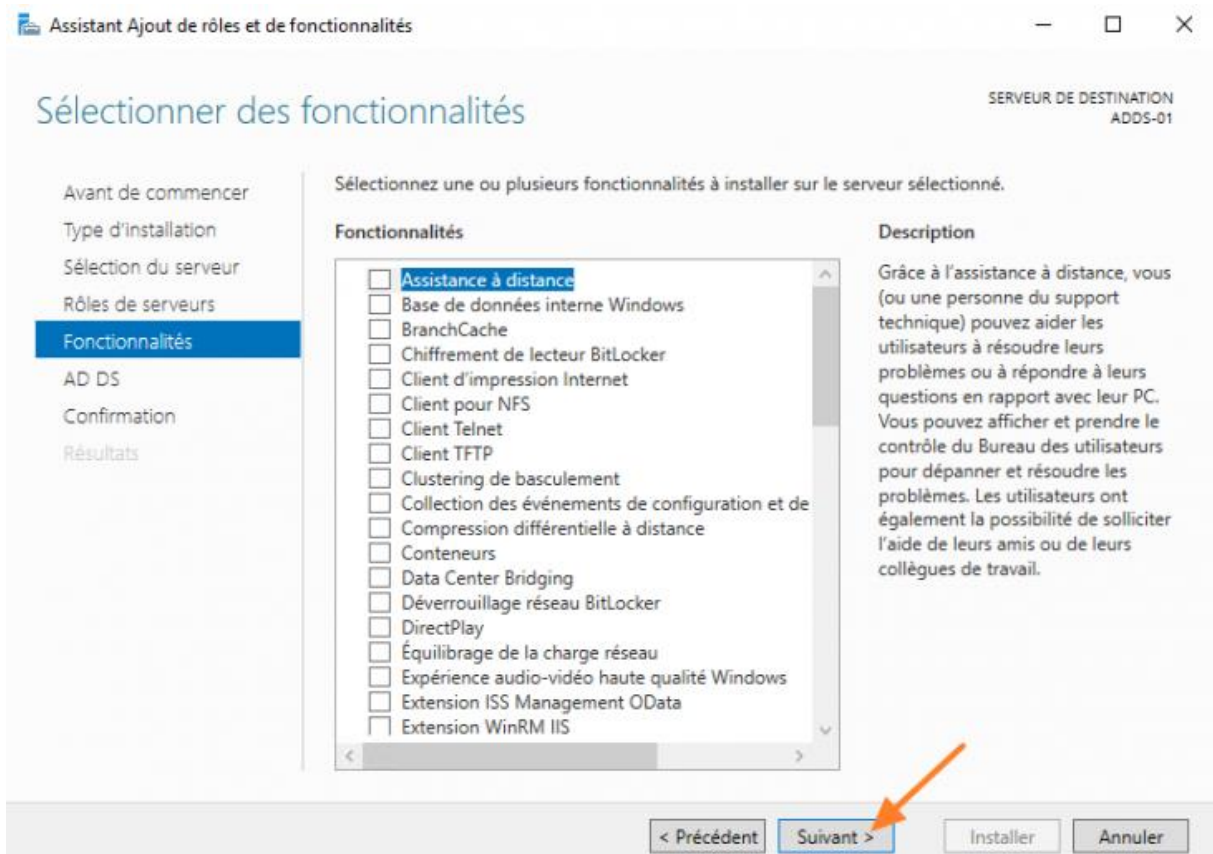 Assistant Ajout de rôles et de fonctionnalités
Sélectionner des fonctionnalités
SERVEUR DE DESTINATION
ADDS-01
Avant de commencer
Type d'installation
Sélection du serveur
Rôles de serveurs
Fonctionnalités
AD DS
Confirmation
Résultats
Sélectionnez une ou plusieurs fonctionnalités à installer sur le serveur sélectionné.
Fonctionnalités
Assistance à distance
Base de données interne Windows
BranchCache
Chiffrement de lecteur BitLocker
Client d'impression Internet
Client pour NFS
Client Telnet
Client TFTP
Clustering de basculement
Collection des événements de configuration et de
Compression différentielle à distance
Conteneurs
Data Center Bridging
Déverrouillage réseau BitLocker
DirectPlay
Équilibrage de la charge réseau
Expérience audio-vidéo haute qualité Windows
Extension ISS Management OData
Extension WinRM IIS
Description
Grâce à l'assistance à distance, vous
(ou une personne du support
technique) pouvez aider les
utilisateurs à résoudre leurs
problèmes ou à répondre à leurs
questions en rapport avec leur PC.
Vous pouvez afficher et prendre le
contrôle du Bureau des utilisateurs
pour dépanner et résoudre les
problèmes. Les utilisateurs ont
également la possibilité de solliciter
l'aide de leurs amis ou de leurs
collègues de travail.
< Précédent
Suivant >
Installer
Annuler